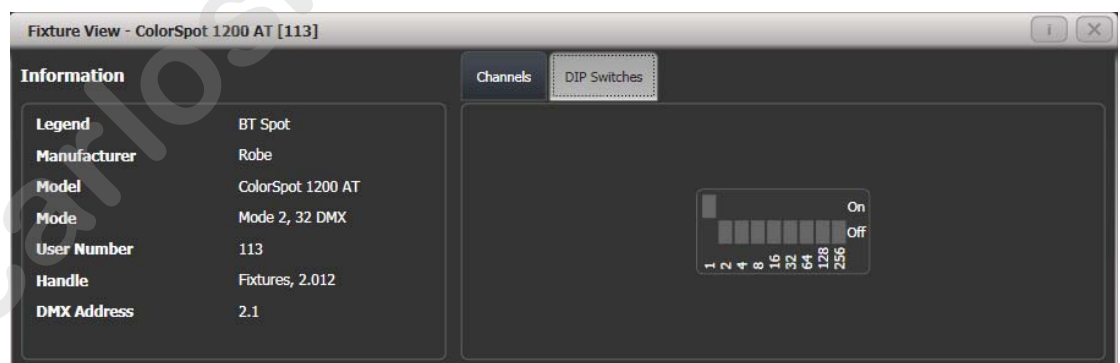 Fixture View - ColorSpot 1200 AT [113]
Information
Channels
DIP Switches
Legend BT Spot
Manufacturer Robe
Model ColorSpot 1200 AT
Mode Mode 2, 32 DMX
User Number 113
Handle Fixtures, 2.012
DMX Address 2.1
On
Off
1 2 4 8 16 32 64 128 256